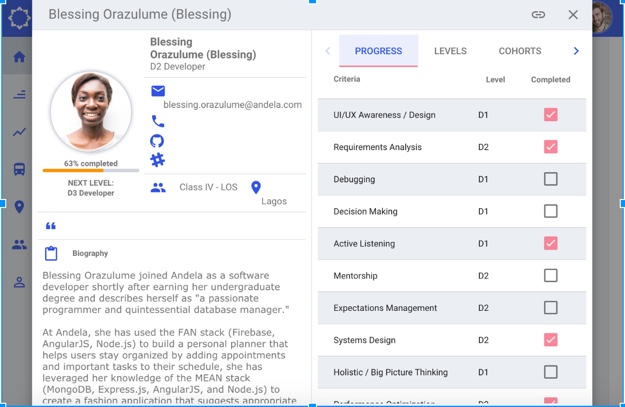 Blessing Orazulume (Blessing)
Blessing
Orazulume (Blessing)
D2 Developer
blessing.orazulume@andela.com
63% completed
NEXT LEVEL:
D3 Developer
Class IV - LOS
Lagos
Biography
Blessing Orazulume joined Andela as a software
developer shortly after earning her undergraduate
degree and describes herself as "a passionate
programmer and quintessential database manager."
At Andela, she has used the FAN stack (Firebase,
AngularJS, Node.js) to build a personal planner that
helps users stay organized by adding appointments
and important tasks to their schedule, she has
leveraged her knowledge of the MEAN stack
(MongoDB, Express.js, AngularJS, and Node.js) to
create a fashion application that suggests appropriate
PROGRESS LEVELS COHORTS
Criteria Level Completed
UI/UX Awareness / Design D1
Requirements Analysis D2
Debugging D1
Decision Making D1
Active Listening D1
Mentorship D2
Expectations Management D2
Systems Design D2
Holistic / Big Picture Thinking D1
Performance Optimization D2